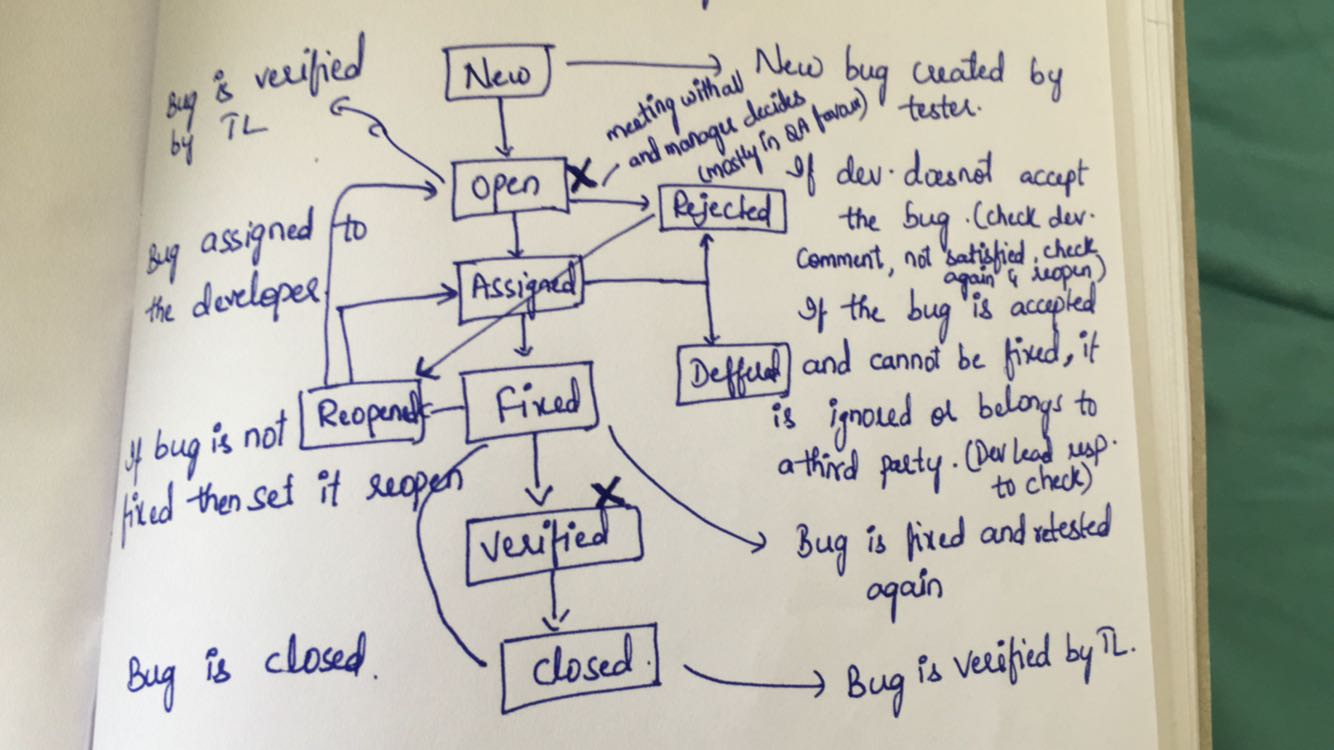 New
New bug created by
tester.
Bug is verified
by TL
meeting with all
and manager decides
(mostly in QA favour)
Open
Rejected
If dev. doesnot accept
the bug. (check dev.
comment, not satisfied, check
again & reopen)
Bug assigned to
the developer
Assigned
If the bug is accepted
and cannot be fixed, it
is ignored or belongs to
a third party. (Dev lead resp.
to check)
Defferd
Reopened
Fixed
If bug is not
fixed then set it reopen
Verified
Bug is fixed and retested
again
Bug is closed.
Closed.
Bug is verified by TL.